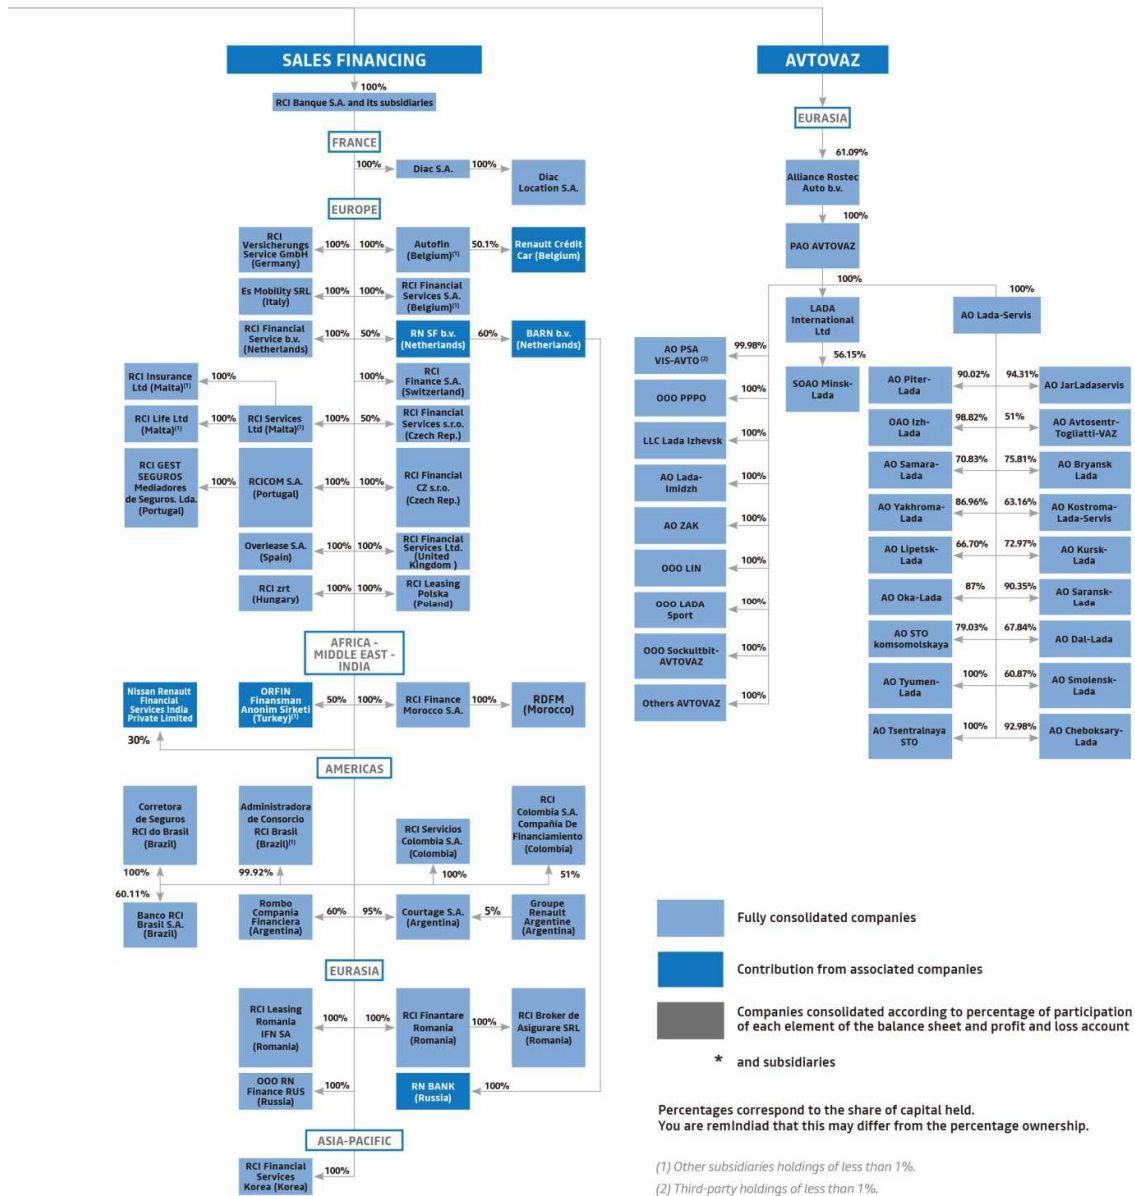 SALES FINANCING
100%
RCI Banque S.A. and its subsidiaries
FRANCE
100%
Diac S.A.
100%
Diac
Location S.A.
EUROPE
RCI
Versicherungs
Service GmbH
(Germany)
100%
100%
Autofin
(Belgium)(1)
50.1%
Renault Crédit
Car (Belgium)
Es Mobility SRL
(Italy)
100%
100%
RCI Financial
Services S.A.
(Belgium)(1)
RCI Financial
Service b.v.
(Netherlands)
100%
50%
RN SF b.v.
(Netherlands)
60%
BARN b.v.
(Netherlands)
RCI Insurance
Ltd (Malta)(1)
100%
100%
RCI
Finance S.A.
(Switzerland)
RCI Life Ltd
(Malta)(1)
100%
RCI Services
Ltd (Malta)(1)
100%
50%
RCI Financial
Services s.r.o.
(Czech Rep.)
RCI GEST
SEGUROS
Mediadores
de Seguros. Lda.
(Portugal)
100%
RCICOM S.A.
(Portugal)
100%
100%
RCI Financial
CZ s.r.o.
(Czech Rep.)
Overlease S.A.
(Spain)
100%
100%
RCI Financial
Services Ltd.
(United
Kingdom )
RCI zrt
(Hungary)
100%
100%
RCI Leasing
Polska
(Poland)
AFRICA -
MIDDLE EAST -
INDIA
Nissan Renault
Financial
Services India
Private Limited
30%
ORFIN
Finansman
Anonim Sirketi
(Turkey)(1)
50%
100%
RCI Finance
Morocco S.A.
100%
RDFM
(Morocco)
AMERICAS
Corretora
de Seguros
RCI do Brasil
(Brazil)
100%
Administradora
de Consorcio
RCI Brasil
(Brazil)(1)
99.92%
RCI Servicios
Colombia S.A.
(Colombia)
100%
RCI
Colombia S.A.
Compañía De
Financiamiento
(Colombia)
51%
60.11%
Banco RCI
Brasil S.A.
(Brazil)
Rombo
Compania
Financiera
(Argentina)
60%
95%
Courtage S.A.
(Argentina)
5%
Groupe
Renault
Argentine
(Argentina)
EURASIA
RCI Leasing
Romania
IFN SA
(Romania)
100%
100%
RCI Finantare
Romania
(Romania)
100%
RCI Broker de
Asigurare SRL
(Romania)
OOO RN
Finance RUS
(Russia)
100%
RN BANK
(Russia)
100%
ASIA-PACIFIC
RCI Financial
Services
Korea (Korea)
100%
AVTOVAZ
EURASIA
61.09%
Alliance Rostec
Auto b.v.
100%
PAO AVTOVAZ
100%
LADA
International
Ltd
56.15%
SOAO Minsk-
Lada
100%
AO Lada-Servis
AO PSA
VIS-AVTO (2)
99.98%
OOO PPPO
100%
LLC Lada Izhevsk
100%
AO Lada-
Imidzh
100%
AO ZAK
100%
OOO LIN
100%
OOO LADA
Sport
100%
OOO Sockultbit-
AVTOVAZ
100%
Others AVTOVAZ
100%
AO Piter-
Lada
90.02%
94.31%
AO JarLadaservis
OAO Izh-
Lada
98.82%
51%
AO Avtosentr-
Togliatti-VAZ
AO Samara-
Lada
70.83%
75.81%
AO Bryansk
Lada
AO Yakhroma-
Lada
86.96%
63.16%
AO Kostroma-
Lada-Servis
AO Lipetsk-
Lada
66.70%
72.97%
AO Kursk-
Lada
AO Oka-Lada
87%
90.35%
AO Saransk-
Lada
AO STO
komsomolskaya
79.03%
67.84%
AO Dal-Lada
AO Tyumen-
Lada
100%
60.87%
AO Smolensk-
Lada
AO Tsentralnaya
STO
100%
92.98%
AO Cheboksary-
Lada
Fully consolidated companies
Contribution from associated companies
Companies consolidated according to percentage of participation
of each element of the balance sheet and profit and loss account
* and subsidiaries
Percentages correspond to the share of capital held.
You are remIndiad that this may differ from the percentage ownership.
(1) Other subsidiaries holdings of less than 1%.
(2) Third-party holdings of less than 1%.